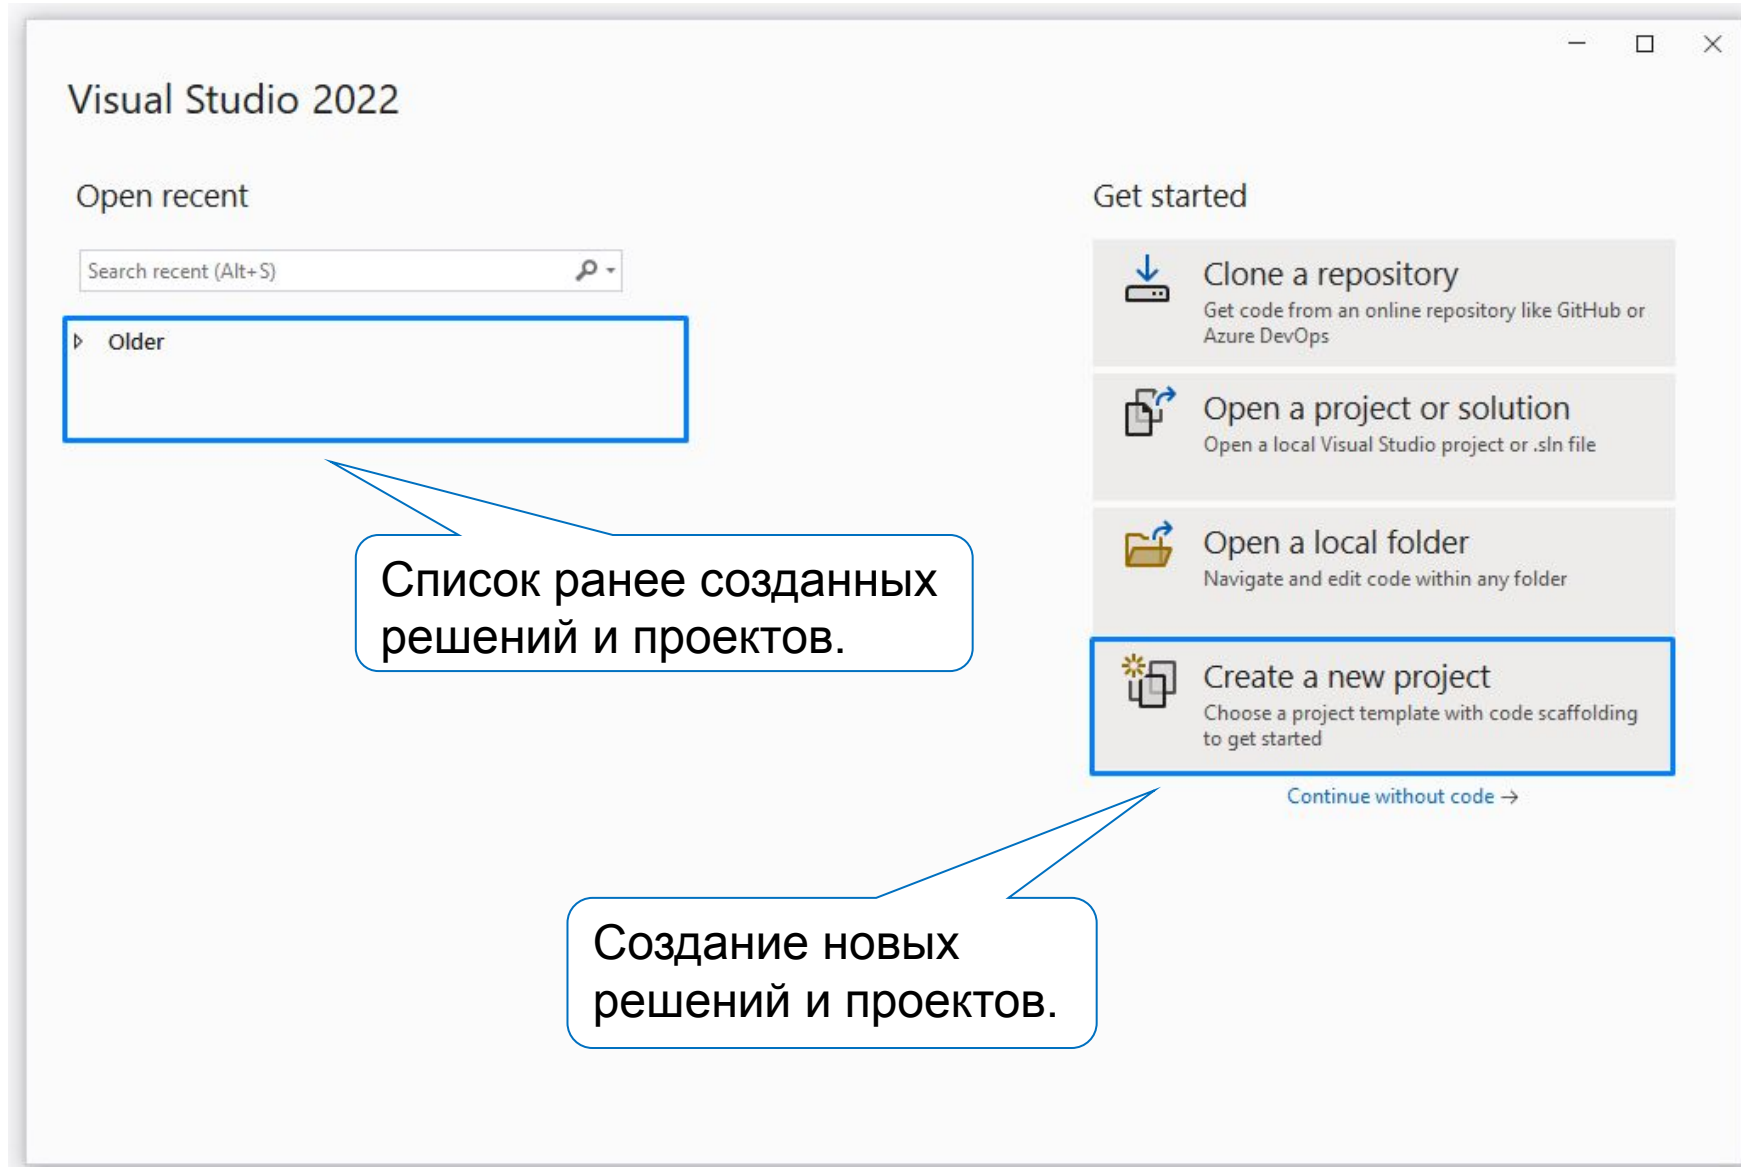 Visual Studio 2022
Open recent
Search recent (Alt+S)
Older
Список ранее созданных
решений и проектов.
Get started
Clone a repository
Get code from an online repository like GitHub or
Azure DevOps
Open a project or solution
Open a local Visual Studio project or .sln file
Open a local folder
Navigate and edit code within any folder
Create a new project
Choose a project template with code scaffolding
to get started
Continue without code →
Создание новых
решений и проектов.